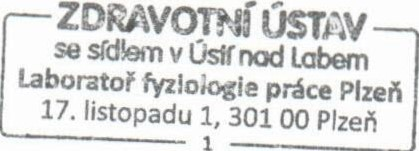 ZDRAVOTNÍ ÚSTAV
se sídlem v Ústí nad Labem
Laboratoř fyziologie práce Plzeň
17. listopadu 1, 301 00 Plzeň
1